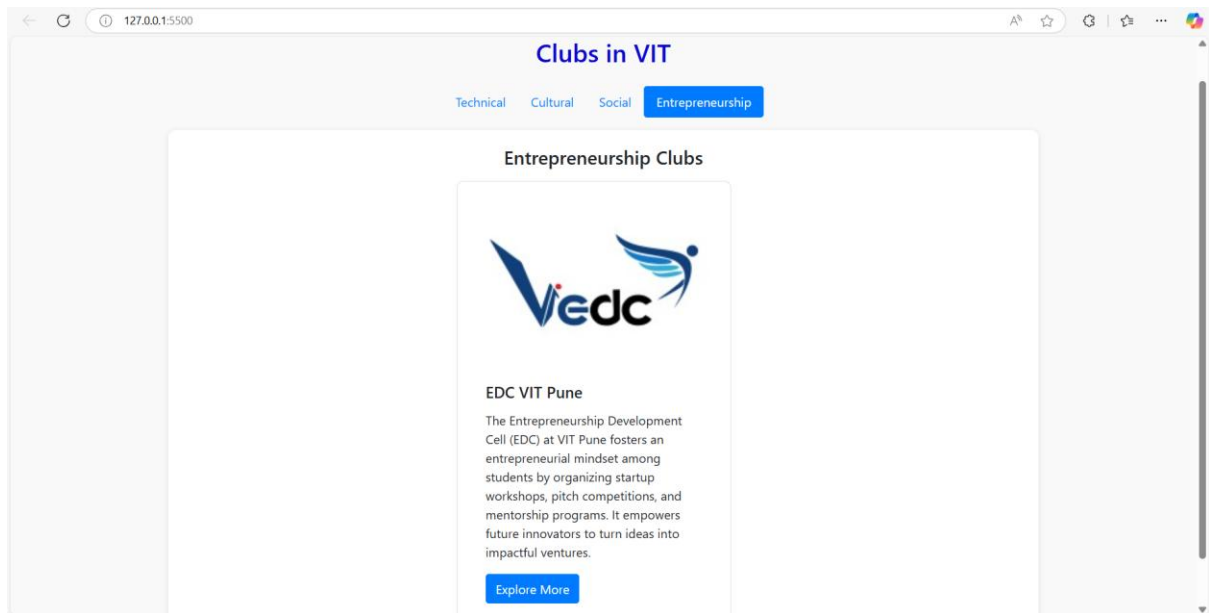 127.0.0.1:5500
Clubs in VIT
Technical Cultural Social Entrepreneurship
Entrepreneurship Clubs
Viedc
EDC VIT Pune
The Entrepreneurship Development
Cell (EDC) at VIT Pune fosters an
entrepreneurial mindset among
students by organizing startup
workshops, pitch competitions, and
mentorship programs. It empowers
future innovators to turn ideas into
impactful ventures.
Explore More